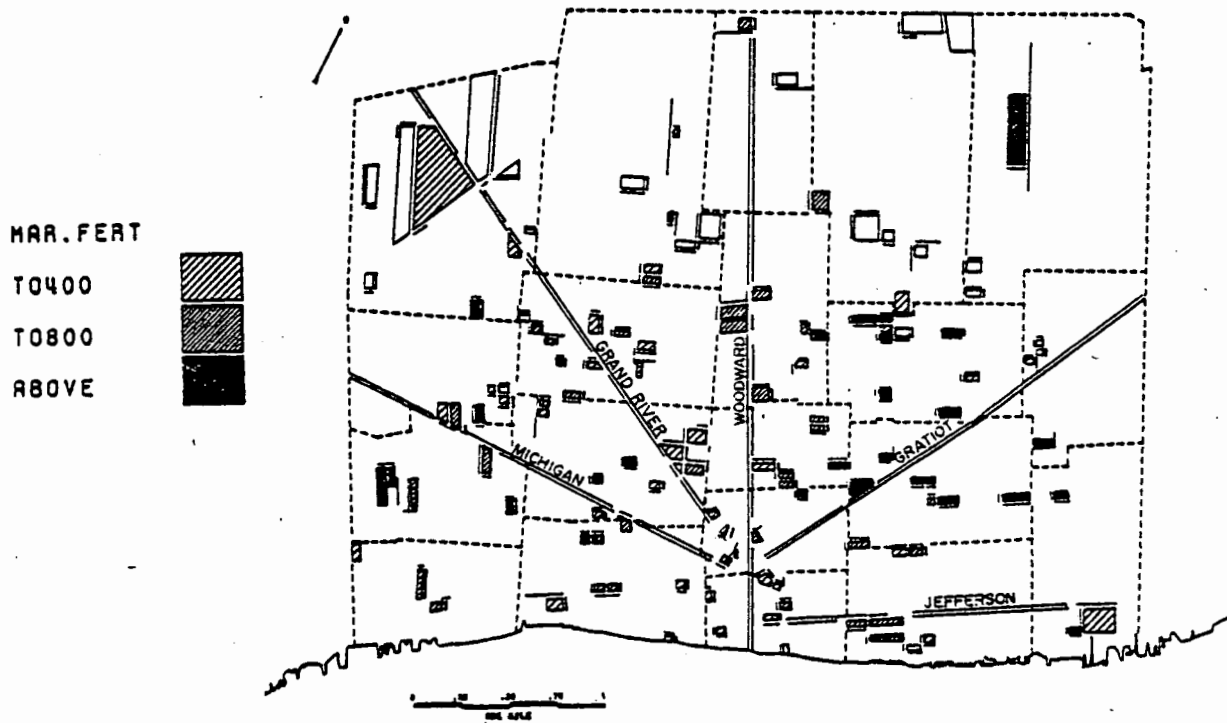 MAR.FERT
TO400
TO800
ABOVE
GRAND RIVER
WOODWARD
MICHIGAN
GRATIOT
JEFFERSON